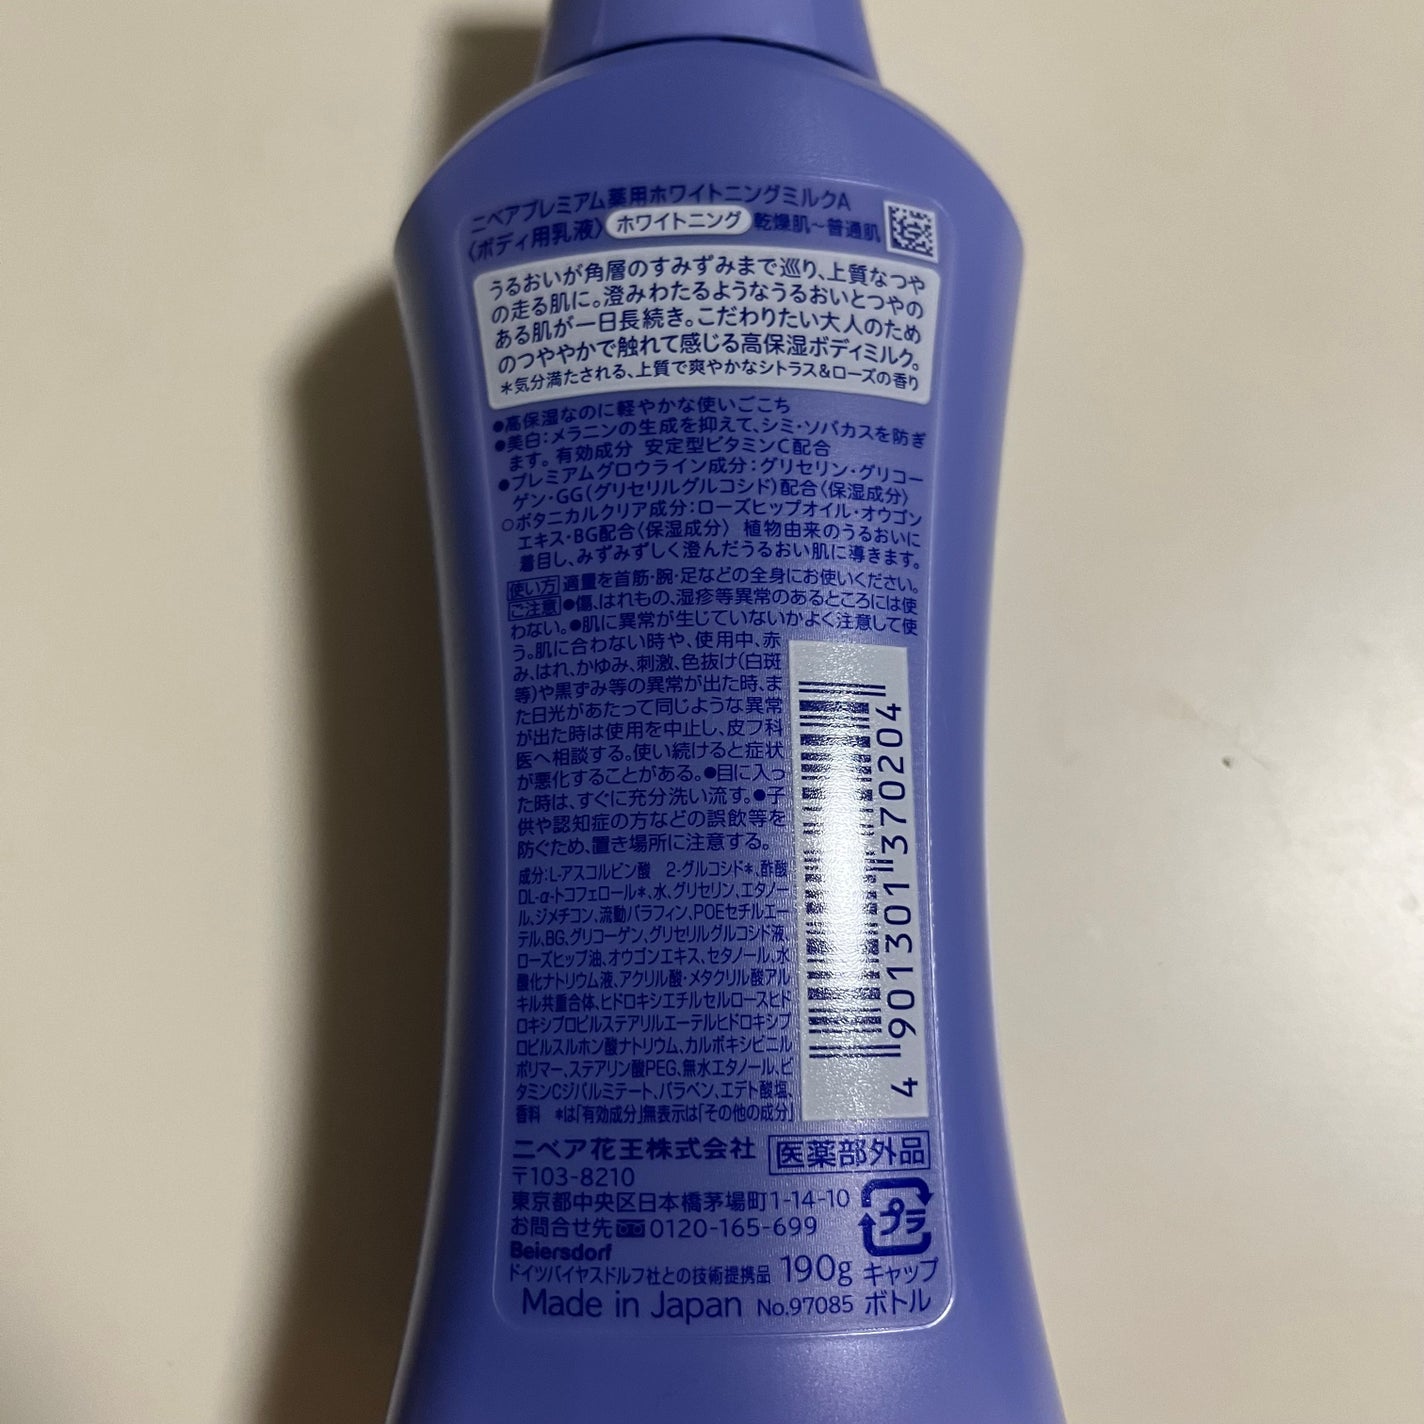 ニベアプレミアム薬用ホワイトニングミルクA
〈ボディ用乳液〉 ホワイトニング 乾燥肌～普通肌
うるおいが角層のすみずみまで巡り、上質なつや
の走る肌に。澄みわたるようなうるおいとつやの
ある肌が一日長続き。こだわりたい大人のため
のつややかで触れて感じる高保湿ボディミルク。
＊気分満たされる、上質で爽やかなシトラス&ローズの香り
●高保湿なのに軽やかな使いごこち
●美白：メラニンの生成を抑えて、シミ・ソバカスを防ぎ
ます。有効成分 安定型ビタミンC配合
●プレミアムグロウライン成分：グリセリン・グリコー
ゲン・GG（グリセリルグルコシド）配合〈保湿成分〉
○ボタニカルクリア成分：ローズヒップオイル・オウゴン
エキス・BG配合〈保湿成分〉 植物由来のうるおいに
着目し、みずみずしく澄んだうるおい肌に導きます。
使い方 適量を首筋・腕・足などの全身にお使いください。
ご注意 ●傷、はれもの、湿疹等異常のあるところには使
わない。●肌に異常が生じていないかよく注意して使
う。肌に合わない時や、使用中、赤
み、はれ、かゆみ、刺激、色抜け（白斑
等）や黒ずみ等の異常が出た時、ま
た日光があたって同じような異常
が出た時は使用を中止し、皮フ科
医へ相談する。使い続けると症状
が悪化することがある。●目に入っ
た時は、すぐに充分洗い流す。●子
供や認知症の方などの誤飲等を
防ぐため、置き場所に注意する。
成分：L-アスコルビン酸 2-グルコシド＊、酢酸
DL-α-トコフェロール＊、水、グリセリン、エタノー
ル、ジメチコン、流動パラフィン、POEセチルエー
テル、BG、グリコーゲン、グリセリルグルコシド液、
ローズヒップ油、オウゴンエキス、セタノール、水
酸化ナトリウム液、アクリル酸・メタクリル酸アル
キル共重合体、ヒドロキシエチルセルロースヒド
ロキシプロピルステアリルエーテルヒドロキシプ
ロピルスルホン酸ナトリウム、カルボキシビニル
ポリマー、ステアリン酸PEG、無水エタノール、ビ
タミンCジパルミテート、パラベン、エデト酸塩、
香料 ＊は「有効成分」無表示は「その他の成分」
4 901301 370204
ニベア花王株式会社 医薬部外品
〒103-8210
東京都中央区日本橋茅場町1-14-10
お問合せ先 0120-165-699
プラ
Beiersdorf
ドイツバイヤスドルフ社との技術提携品 190g キャップ
Made in Japan No.97085 ボトル